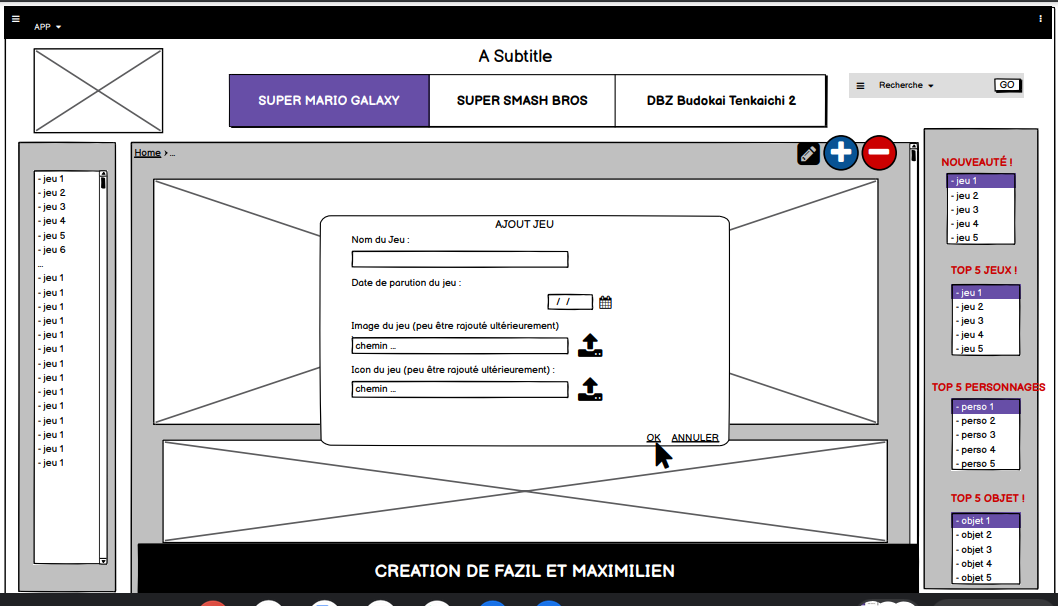 APP
A Subtitle
SUPER MARIO GALAXY
SUPER SMASH BROS
DBZ Budokai Tenkaichi 2
Recherche
GO
Home › ...
- jeu 1
- jeu 2
- jeu 3
- jeu 4
- jeu 5
- jeu 6
...
- jeu 1
- jeu 1
- jeu 1
- jeu 1
- jeu 1
- jeu 1
- jeu 1
- jeu 1
- jeu 1
- jeu 1
- jeu 1
- jeu 1
- jeu 1
- jeu 1
AJOUT JEU
Nom du Jeu :
Date de parution du jeu :
/ /
Image du jeu (peu être rajouté ultérieurement)
chemin ...
Icon du jeu (peu être rajouté ultérieurement) :
chemin ...
OK ANNULER
NOUVEAUTÉ !
- jeu 1
- jeu 2
- jeu 3
- jeu 4
- jeu 5
TOP 5 JEUX !
- jeu 1
- jeu 2
- jeu 3
- jeu 4
- jeu 5
TOP 5 PERSONNAGES
- perso 1
- perso 2
- perso 3
- perso 4
- perso 5
TOP 5 OBJET !
- objet 1
- objet 2
- objet 3
- objet 4
- objet 5
CREATION DE FAZIL ET MAXIMILIEN